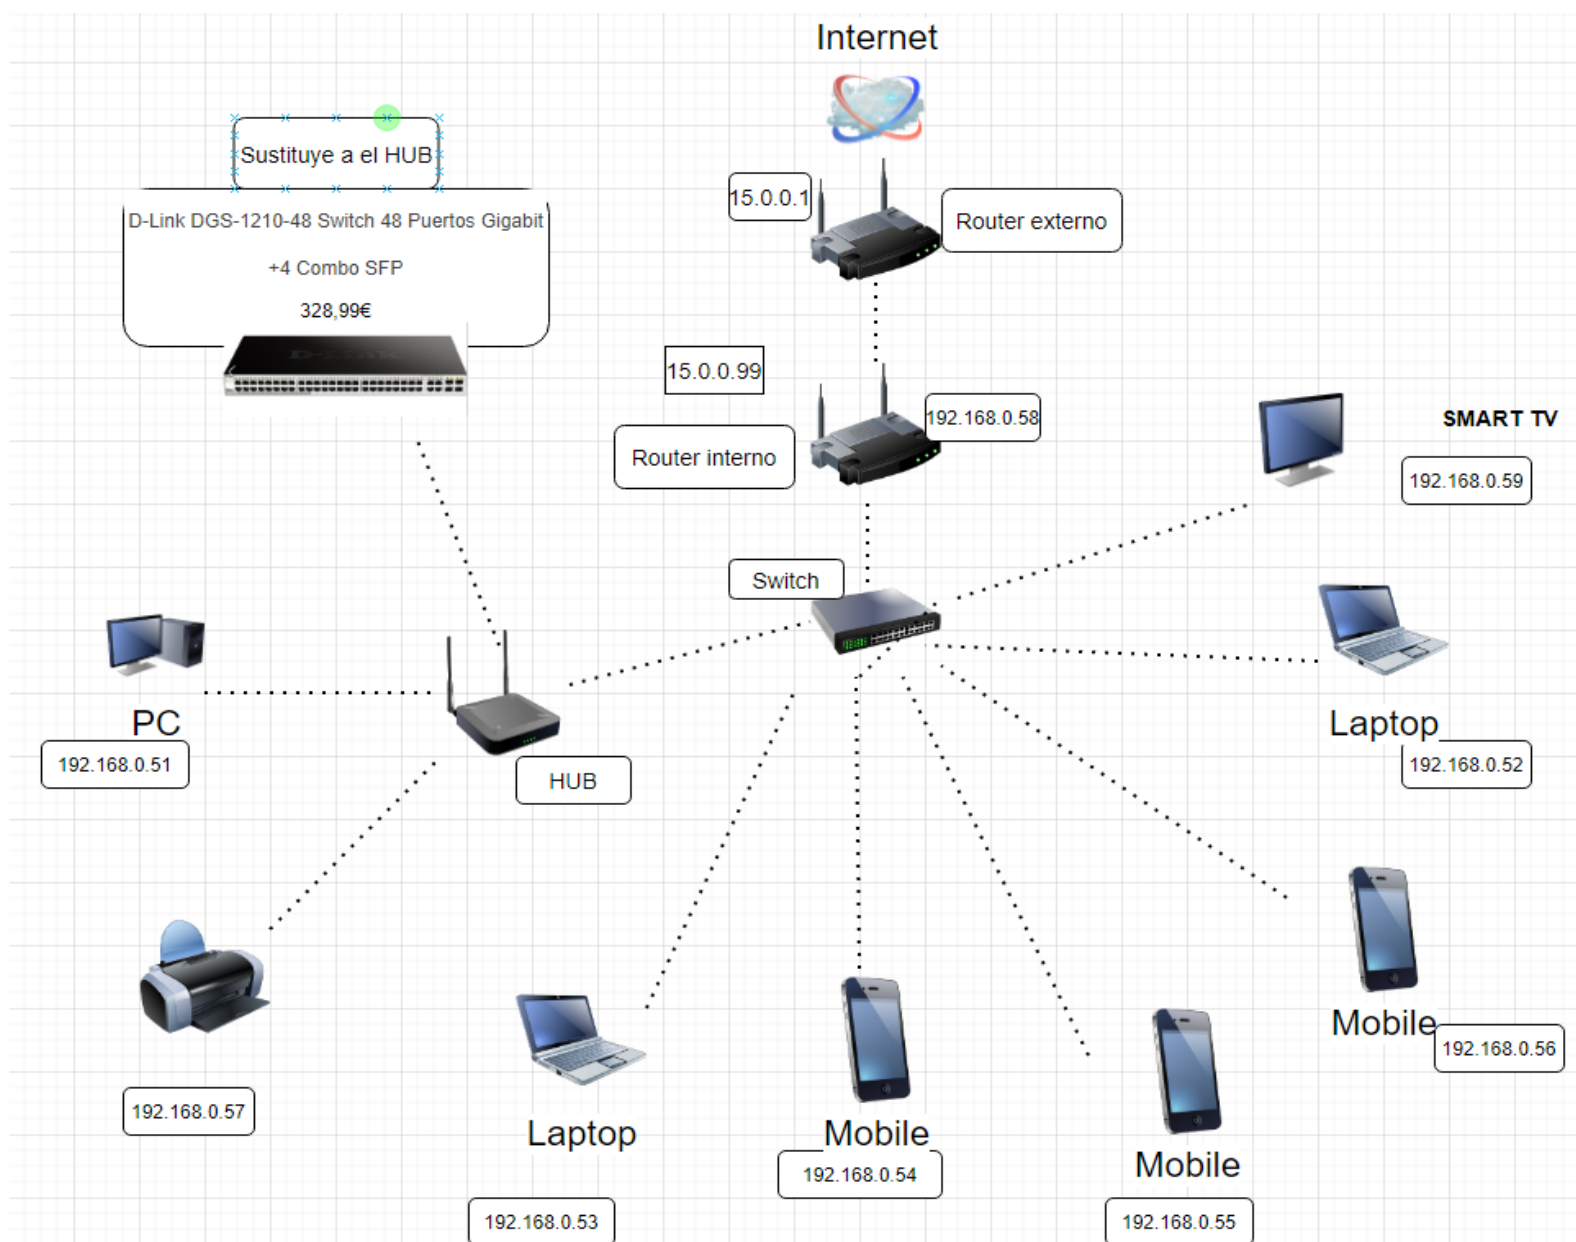 Internet
Sustituye a el HUB
D-Link DGS-1210-48 Switch 48 Puertos Gigabit
+4 Combo SFP
328,99€
D-Link
15.0.0.1
Router externo
15.0.0.99
192.168.0.58
Router interno
SMART TV
192.168.0.59
Switch
PC
192.168.0.51
HUB
Laptop
192.168.0.52
Mobile
192.168.0.56
192.168.0.57
Laptop
192.168.0.53
Mobile
192.168.0.54
Mobile
192.168.0.55